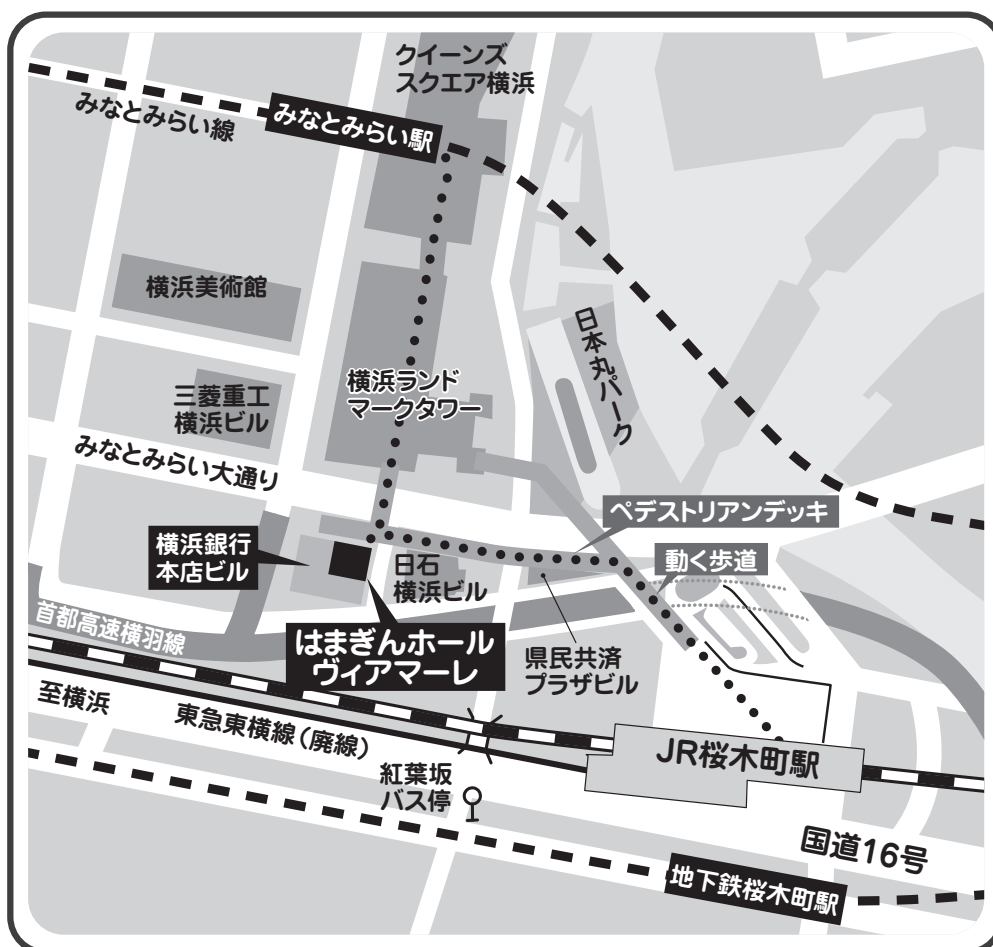 クイーンズ
スクエア横浜
みなとみらい線
みなとみらい駅
横浜美術館
日本丸パーク
三菱重工
横浜ビル
横浜ランド
マークタワー
みなとみらい大通り
ペデストリアンデッキ
横浜銀行
本店ビル
日石
横浜ビル
動く歩道
首都高速横羽線
はまぎんホール
ヴィアマーレ
県民共済
プラザビル
至横浜
東急東横線(廃線)
JR桜木町駅
紅葉坂
バス停
国道16号
地下鉄桜木町駅